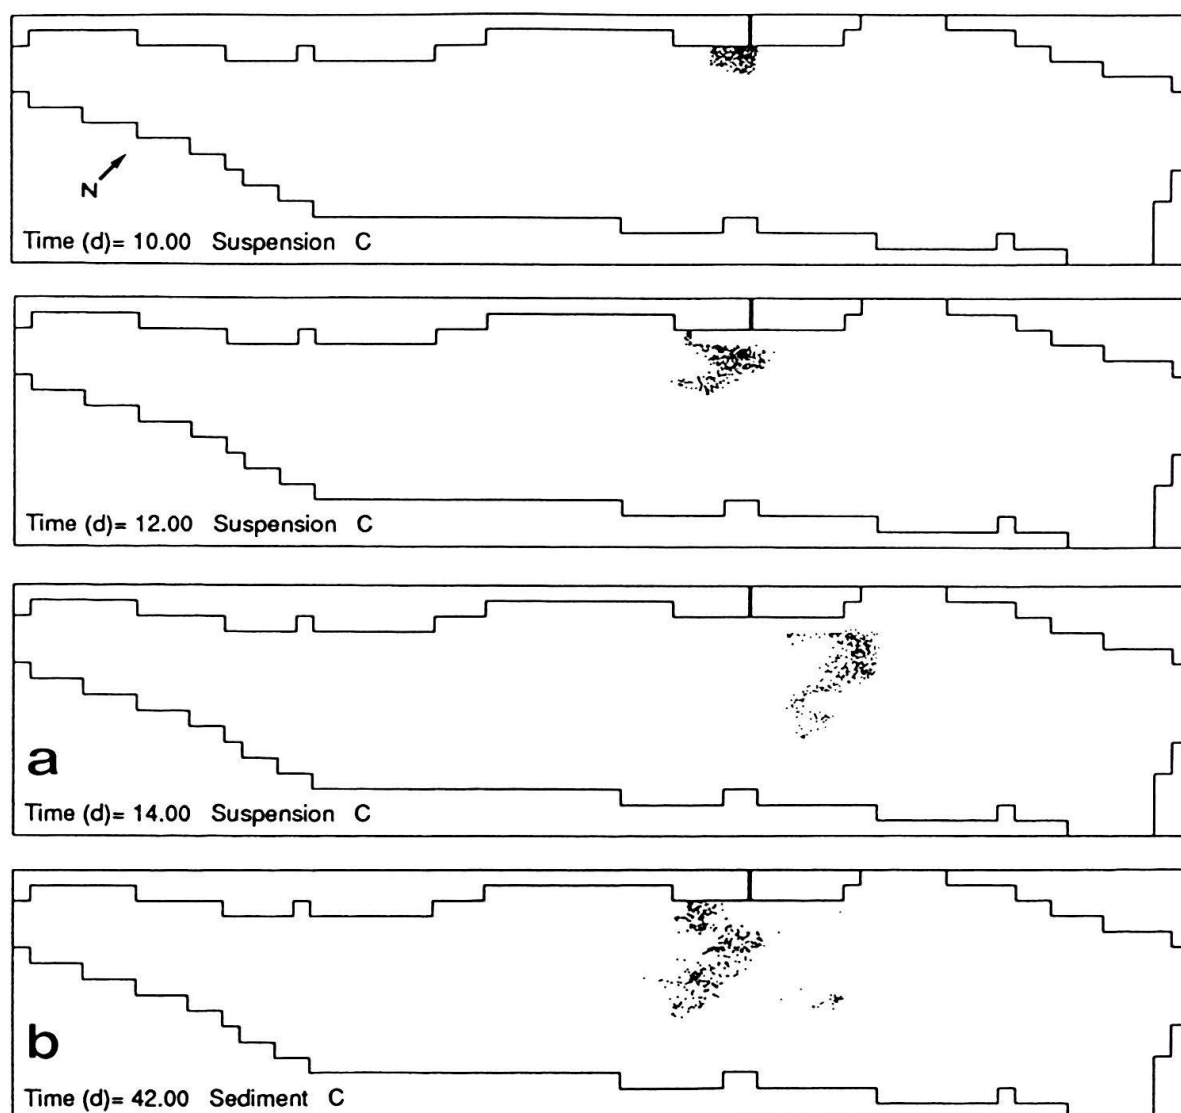 N
Time (d)= 10.00 Suspension C
Time (d)= 12.00 Suspension C
a
Time (d)= 14.00 Suspension C
b
Time (d)= 42.00 Sediment C